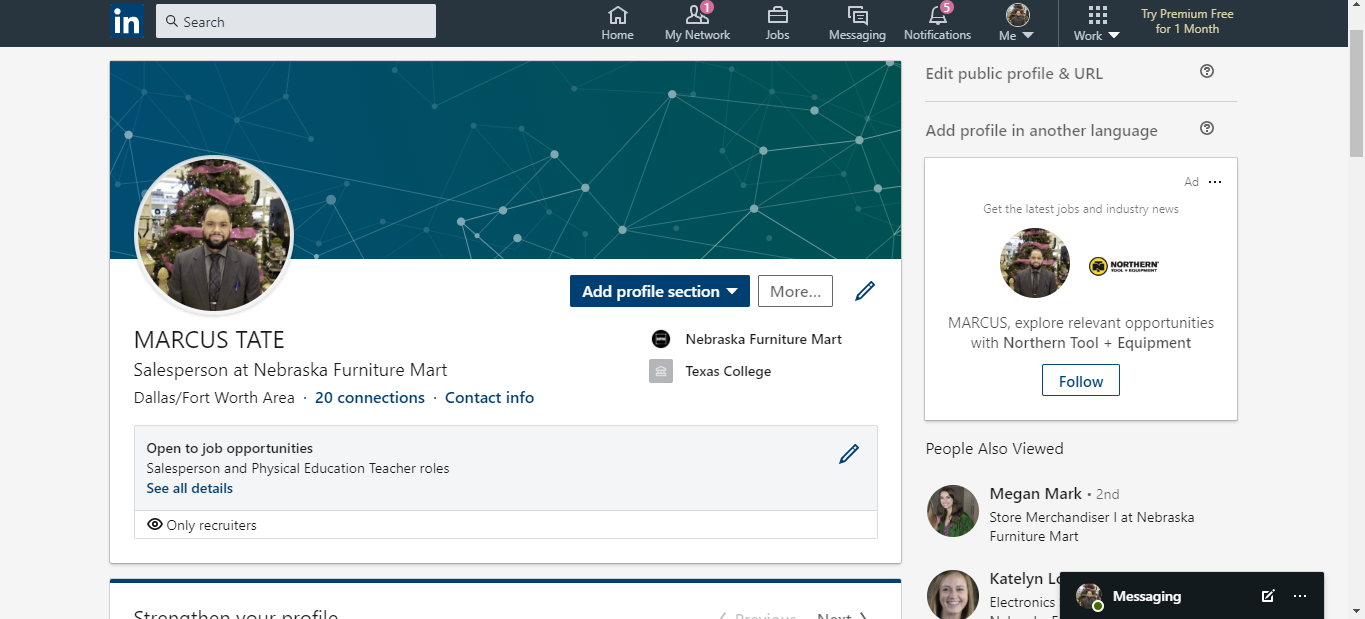 in
Search
1
5
Home
My Network
Jobs
Messaging
Notifications
Me
Work
Try Premium Free
for 1 Month
Edit public profile & URL
Add profile in another language
Ad
Get the latest jobs and industry news
NORTHERN
TOOL + EQUIPMENT
MARCUS, explore relevant opportunities
with Northern Tool + Equipment
Follow
Add profile section
More...
MARCUS TATE
Salesperson at Nebraska Furniture Mart
Dallas/Fort Worth Area · 20 connections · Contact info
Nebraska Furniture Mart
Texas College
Open to job opportunities
Salesperson and Physical Education Teacher roles
See all details
Only recruiters
People Also Viewed
Megan Mark • 2nd
Store Merchandiser I at Nebraska
Furniture Mart
Katelyn
Electronics
Messaging
Strengthen your profile
Previous
Next